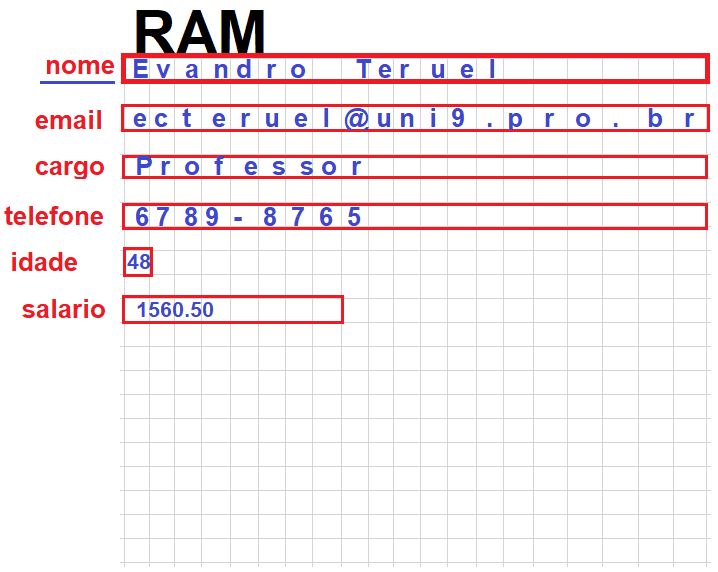 RAM
nome Evandro Teruel
email ecteruel@uni9.pro.br
cargo Professor
telefone 6789-8765
idade 48
salario 1560.50